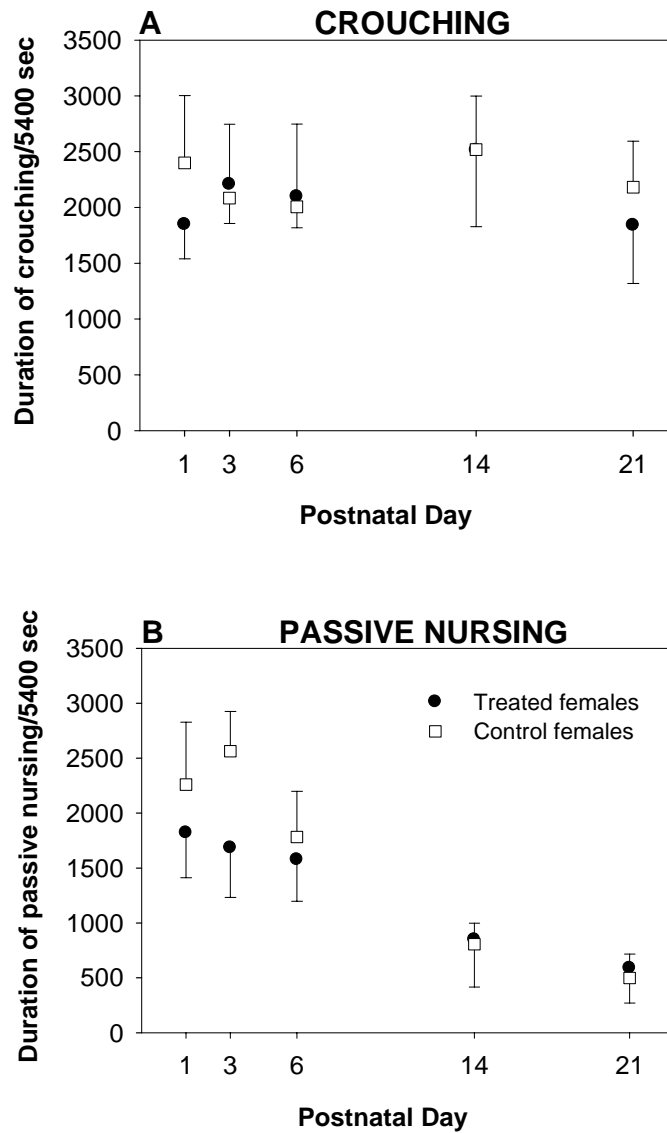 A CROUCHING
Duration of crouching/5400 sec
3500
3000
2500
2000
1500
1000
500
0
1 3 6 14 21
Postnatal Day
B PASSIVE NURSING
Duration of passive nursing/5400 sec
3500
3000
2500
2000
1500
1000
500
0
Treated females
Control females
1 3 6 14 21
Postnatal Day